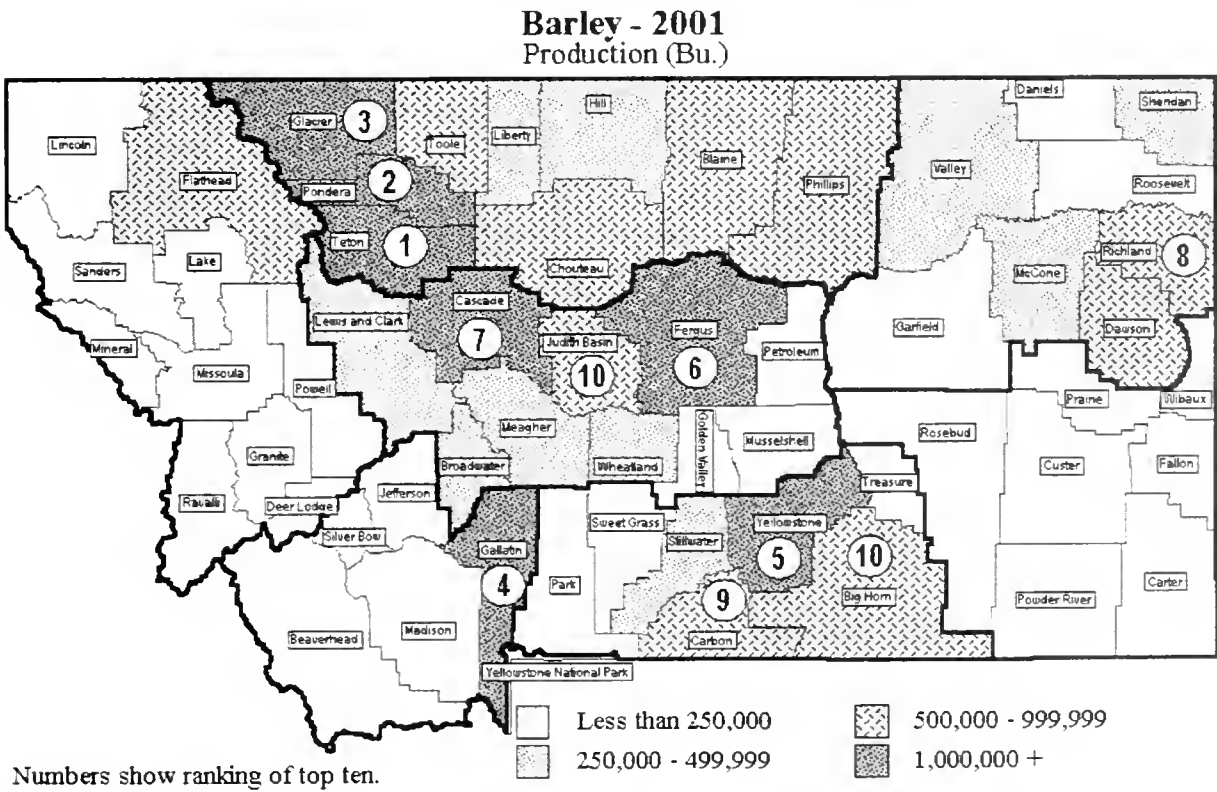 Barley - 2001
Production (Bu.)
Daniels
Sheridan
Lincoln
Glacier
3
Toole
Liberty
Hill
Blaine
Phillips
Valley
Roosevelt
Flathead
Pondera
2
Teton
1
Chouteau
Richland
8
McCone
Sanders
Lake
Lewis and Clark
Cascade
7
Judith Basin
10
Fergus
6
Petroleum
Garfield
Dawson
Mineral
Missoula
Powell
Meagher
Wheatland
Golden Valley
Musselshell
Rosebud
Prairie
Wibaux
Custer
Fallon
Granite
Broadwater
Ravalli
Deer Lodge
Jefferson
Silver Bow
Gallatin
4
Park
Sweet Grass
Stillwater
Yellowstone
5
Treasure
10
Big Horn
9
Carbon
Powder River
Carter
Beaverhead
Madison
Yellowstone National Park
Less than 250,000
500,000 - 999,999
250,000 - 499,999
1,000,000 +
Numbers show ranking of top ten.